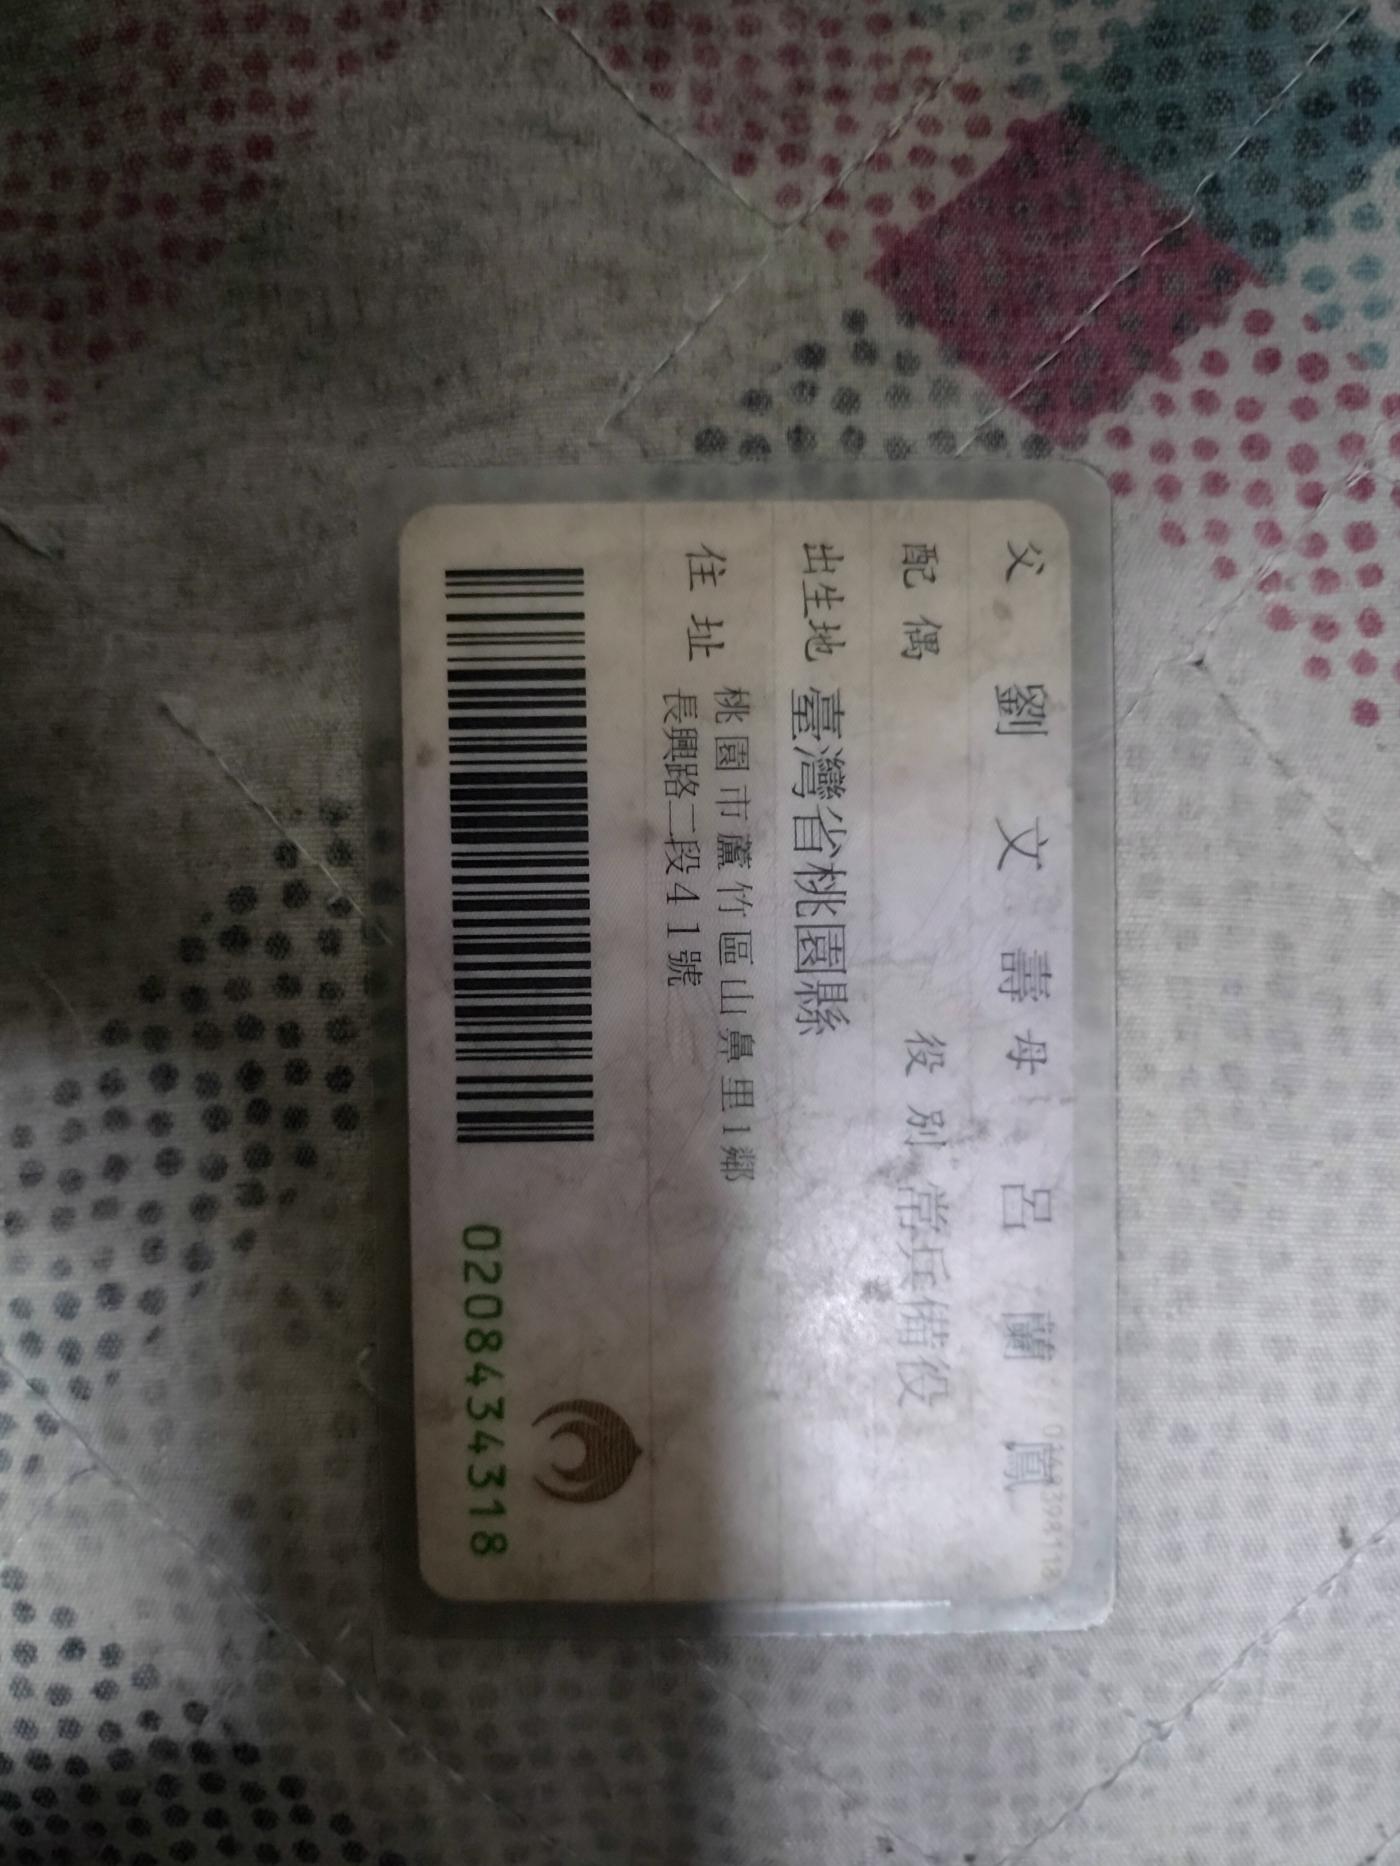 父 劉文壽 母 呂蘭鳳
配偶 役別 常兵備役
出生地 臺灣省桃園縣
住址 桃園市蘆竹區山鼻里1鄰
長興路二段41號
0208434318